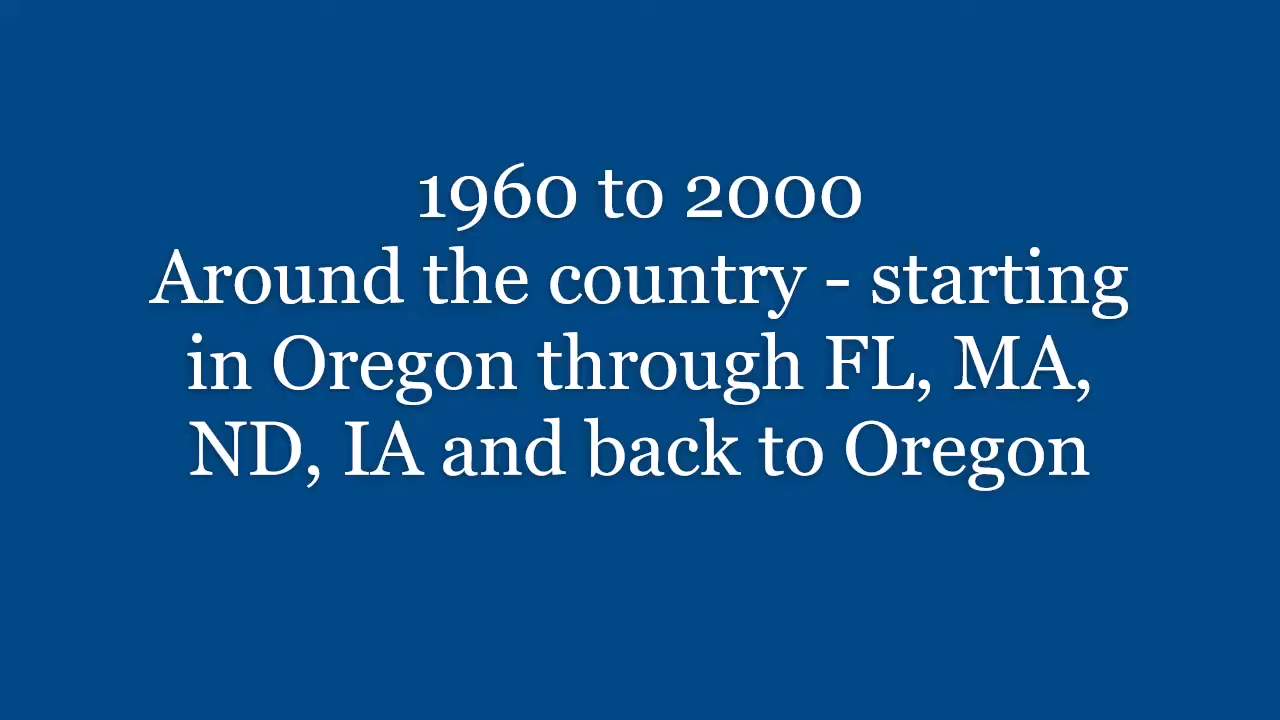 1960 to 2000
Around the country - starting
in Oregon through FL, MA,
ND, IA and back to Oregon